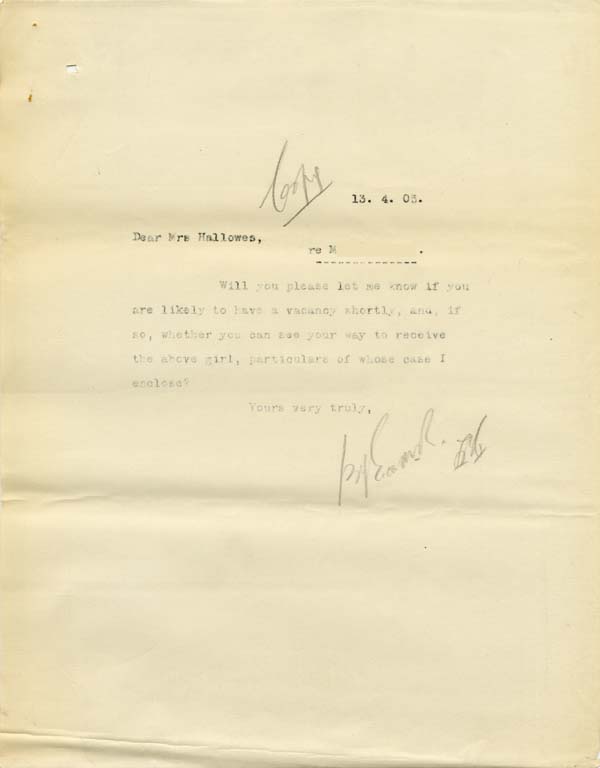 Copy
13. 4. 05.
Dear Mrs Hallowes,
re M .
Will you please let me know if you
are likely to have a vacancy shortly, and, if
so, whether you can see your way to receive
the above girl, particulars of whose case I
enclose?
Yours very truly,